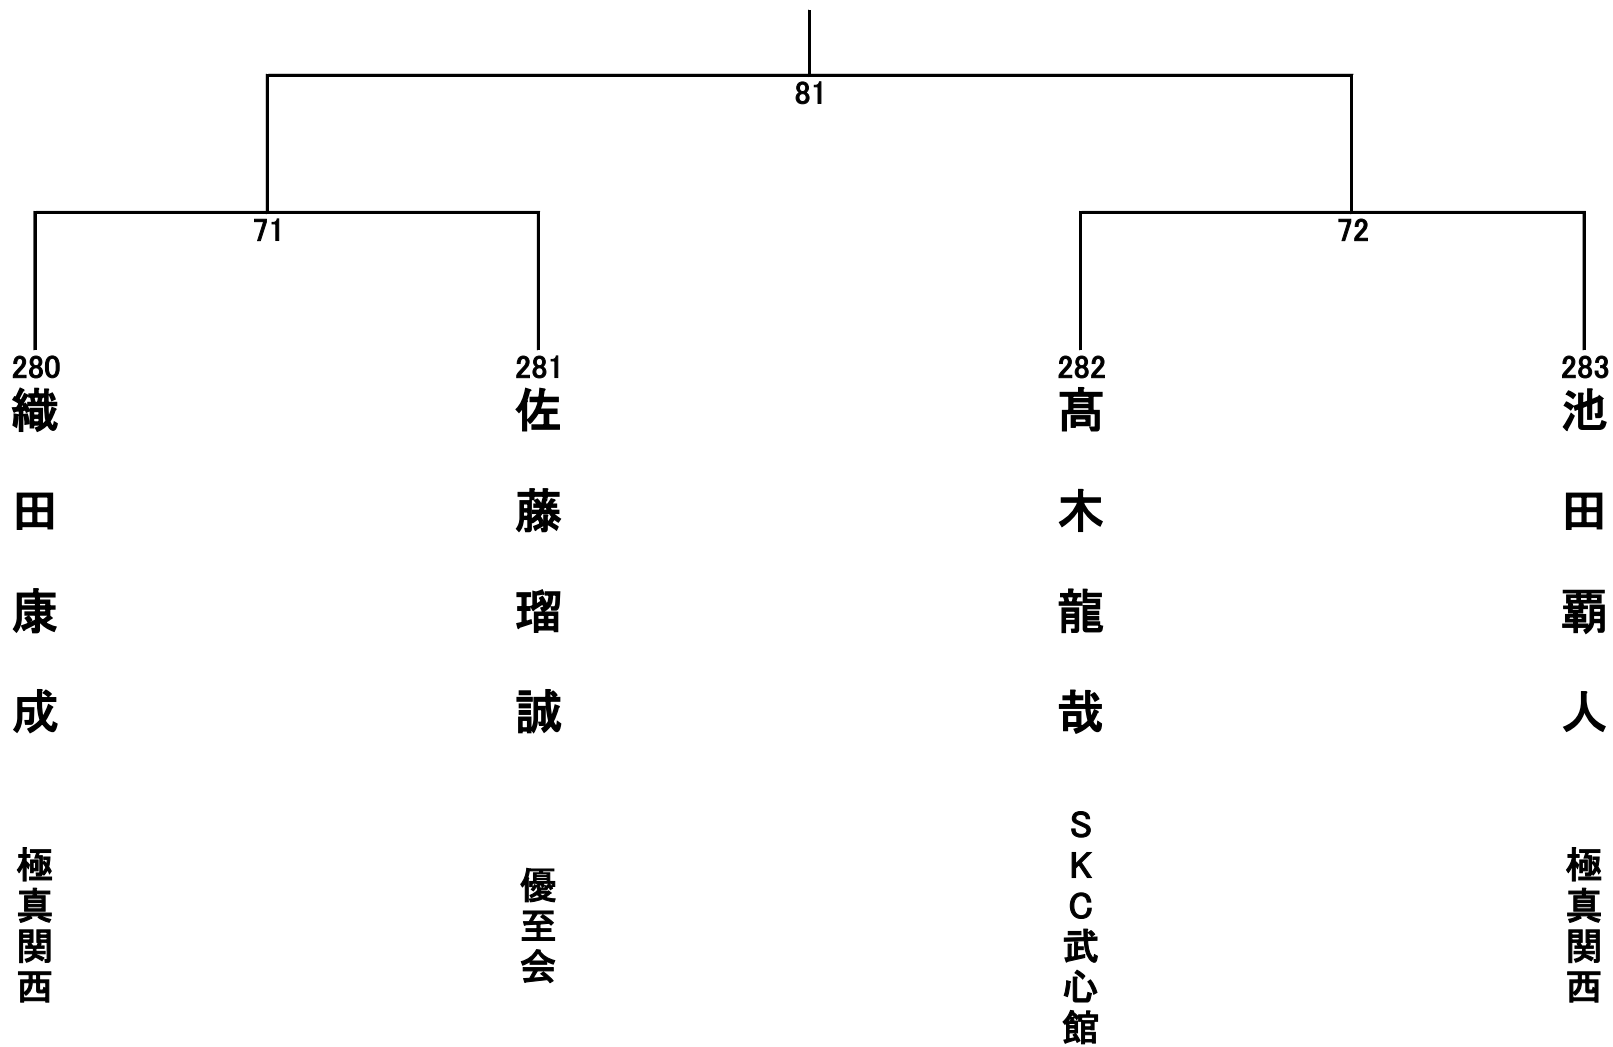 81
71
72
280
織田康成
極真関西
281
佐藤瑠誠
優至会
282
髙木龍哉
ＳＫＣ武心館
283
池田覇人
極真関西